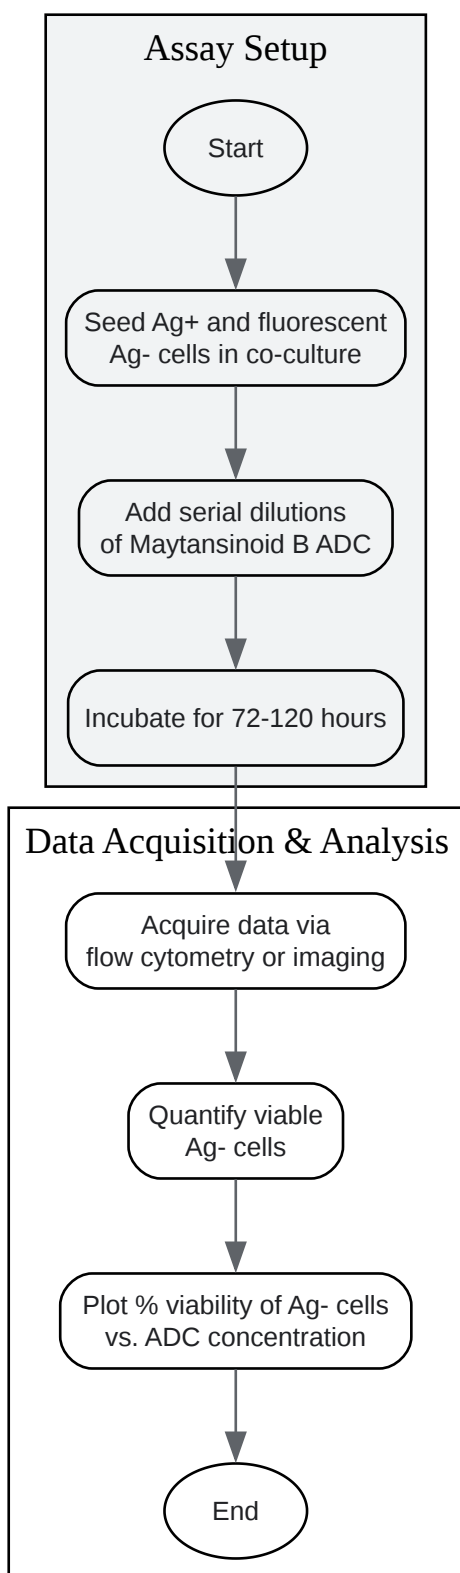 Assay Setup
Start
Seed Ag+ and fluorescent
Ag- cells in co-culture
Add serial dilutions
of Maytansinoid B ADC
Incubate for 72-120 hours
Data Acquisition & Analysis
Acquire data via
flow cytometry or imaging
Quantify viable
Ag- cells
Plot % viability of Ag- cells
vs. ADC concentration
End